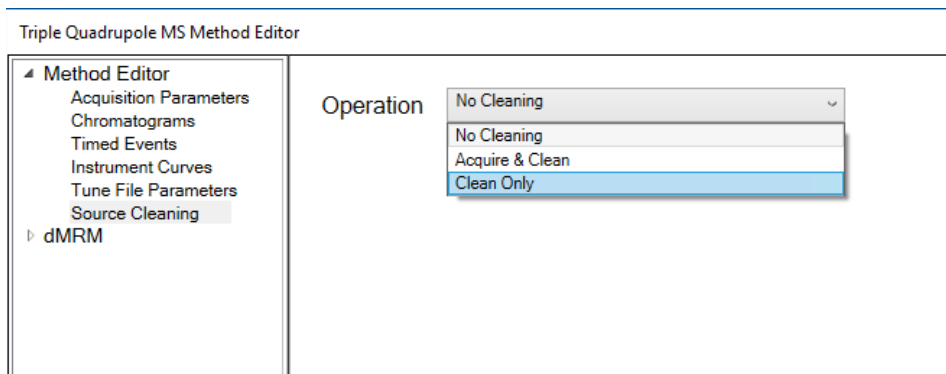 Triple Quadrupole MS Method Editor
Method Editor
Acquisition Parameters
Chromatograms
Timed Events
Instrument Curves
Tune File Parameters
Source Cleaning
dMRM
Operation
No Cleaning
No Cleaning
Acquire & Clean
Clean Only